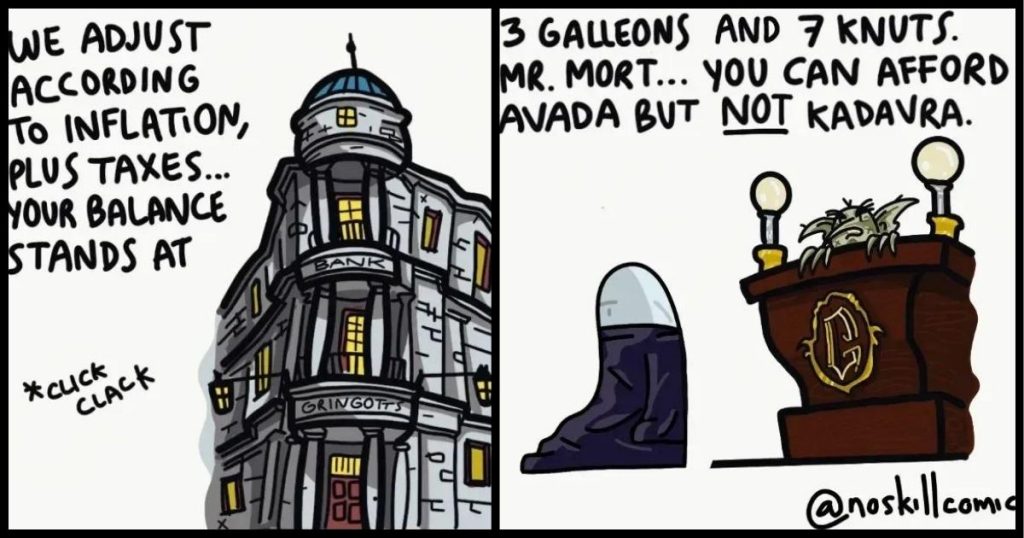 WE ADJUST
ACCORDING
TO INFLATION,
PLUS TAXES...
YOUR BALANCE
STANDS AT
*CLICK
CLACK
BANK
GRINGOTTS
3 GALLEONS AND 7 KNUTS.
MR. MORT... YOU CAN AFFORD
AVADA BUT NOT KADAVRA.
G
@noskillcomic